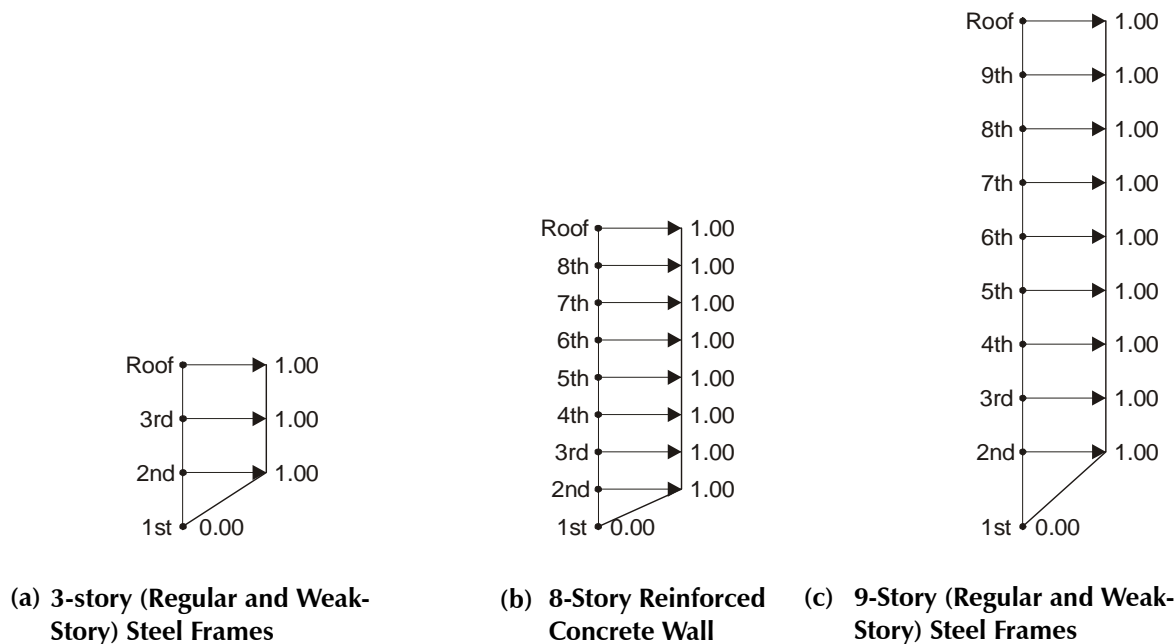 Roof 1.00
3rd 1.00
2nd 1.00
1st 0.00
(a) 3-story (Regular and Weak-
Story) Steel Frames
Roof 1.00
8th 1.00
7th 1.00
6th 1.00
5th 1.00
4th 1.00
3rd 1.00
2nd 1.00
1st 0.00
(b) 8-Story Reinforced
Concrete Wall
Roof 1.00
9th 1.00
8th 1.00
7th 1.00
6th 1.00
5th 1.00
4th 1.00
3rd 1.00
2nd 1.00
1st 0.00
(c) 9-Story (Regular and Weak-
Story) Steel Frames